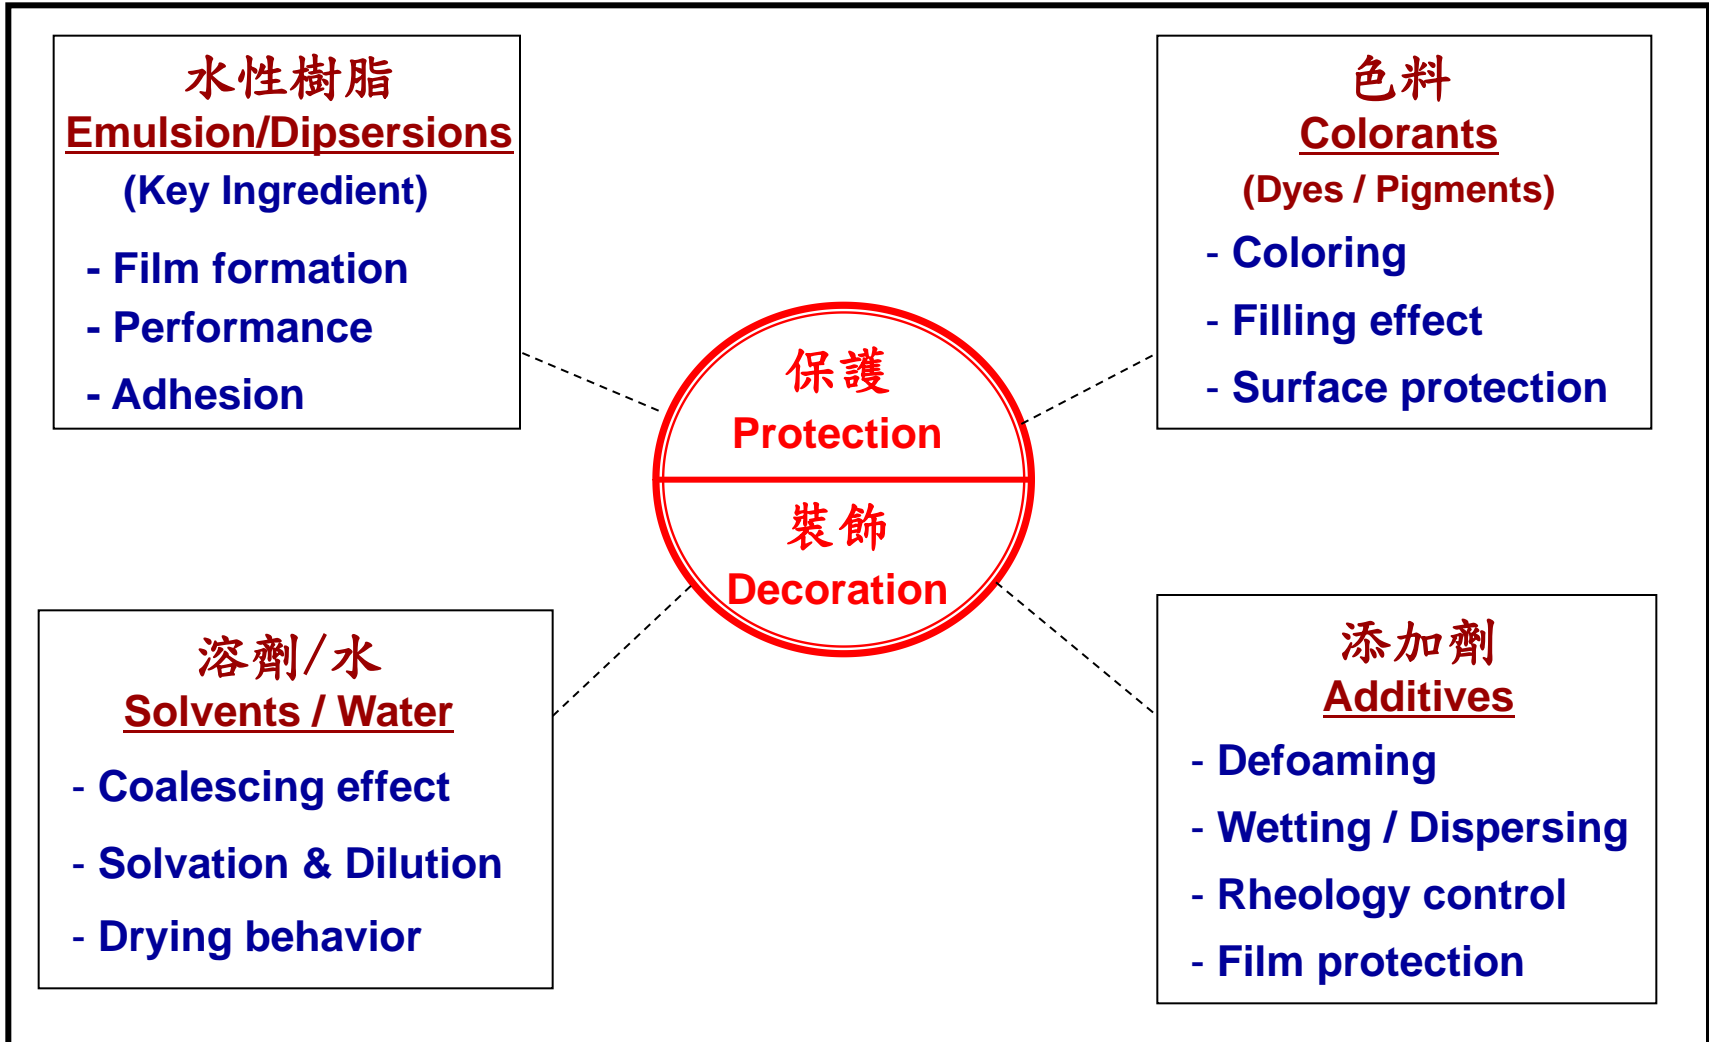 水性樹脂
Emulsion/Dipsersions
(Key Ingredient)
- Film formation
- Performance
- Adhesion
色料
Colorants
(Dyes / Pigments)
- Coloring
- Filling effect
- Surface protection
保護
Protection
裝飾
Decoration
溶劑/水
Solvents / Water
- Coalescing effect
- Solvation & Dilution
- Drying behavior
添加劑
Additives
- Defoaming
- Wetting / Dispersing
- Rheology control
- Film protection